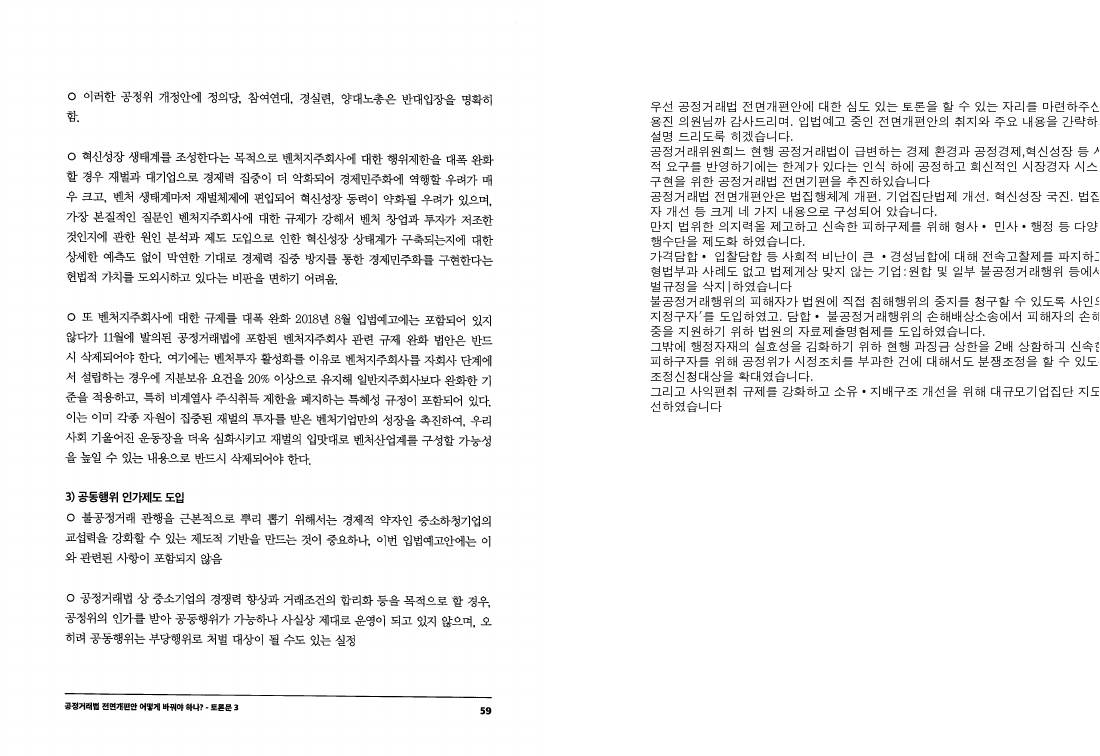 ○ 이러한 공정위 개정안에 정의당, 참여연대, 경실련, 양대노총은 반대입장을 명확히
함.
○ 혁신성장 생태계를 조성한다는 목적으로 벤처지주회사에 대한 행위제한을 대폭 완화
할 경우 재벌과 대기업으로 경제력 집중이 더 악화되어 경제민주화에 역행할 우려가 매
우 크고, 벤처 생태계마저 재벌체제에 편입되어 혁신성장 동력이 약화될 우려가 있으며,
가장 본질적인 질문인 벤처지주회사에 대한 규제가 강해서 벤처 창업과 투자가 저조한
것인지에 관한 원인 분석과 제도 도입으로 인한 혁신성장 상태계가 구축되는지에 대한
상세한 예측도 없이 막연한 기대로 경제력 집중 방지를 통한 경제민주화를 구현한다는
헌법적 가치를 도외시하고 있다는 비판을 면하기 어려움.
○ 또 벤처지주회사에 대한 규제를 대폭 완화 2018년 8월 입법예고에는 포함되어 있지
않다가 11월에 발의된 공정거래법에 포함된 벤처지주회사 관련 규제 완화 법안은 반드
시 삭제되어야 한다. 여기에는 벤처투자 활성화를 이유로 벤처지주회사를 자회사 단계에
서 설립하는 경우에 지분보유 요건을 20% 이상으로 유지해 일반지주회사보다 완화한 기
준을 적용하고, 특히 비계열사 주식취득 제한을 폐지하는 특혜성 규정이 포함되어 있다.
이는 이미 각종 자원이 집중된 재벌의 투자를 받은 벤처기업만의 성장을 촉진하여, 우리
사회 기울어진 운동장을 더욱 심화시키고 재벌의 입맛대로 벤처산업계를 구성할 가능성
을 높일 수 있는 내용으로 반드시 삭제되어야 한다.
3) 공동행위 인가제도 도입
○ 불공정거래 관행을 근본적으로 뿌리 뽑기 위해서는 경제적 약자인 중소하청기업의
교섭력을 강화할 수 있는 제도적 기반을 만드는 것이 중요하나, 이번 입법예고안에는 이
와 관련된 사항이 포함되지 않음
○ 공정거래법 상 중소기업의 경쟁력 향상과 거래조건의 합리화 등을 목적으로 할 경우,
공정위의 인가를 받아 공동행위가 가능하나 사실상 제대로 운영이 되고 있지 않으며, 오
히려 공동행위는 부당행위로 처벌 대상이 될 수도 있는 실정
공정거래법 전면개편안 어떻게 바꿔야 하나? - 토론문 3
59
우선 공정거래법 전면개편안에 대한 심도 있는 토론을 할 수 있는 자리를 마련하주신
용진 의원님까 감사드리며. 입법예고 중인 전면개편안의 취지와 주요 내용을 간략하
설명 드리도룩 히겠습니다.
공정거래위원희느 현행 공정거래법이 급변하는 경제 환경과 공정경제,혁신성장 등 시
적 요구를 반영하기에는 한계가 있다는 인식 하에 공정하고 회신적인 시장경자 시스
구현을 위한 공정거래법 전면기편을 추진하있습니다
공정거래법 전면개편안은 법집행체계 개편. 기업집단법제 개선. 혁신성장 국진. 법집
자 개선 등 크게 네 가지 내용으로 구성되어 았습니다.
만지 법위한 의지력올 제고하고 신속한 피하구제를 위해 형사 • 민사 • 행정 등 다양
행수단을 제도화 하였습니다.
가격담합 • 입찰담합 등 사회적 비난이 큰 • 경성님합에 대해 전속고찰제를 파지하고
형법부과 사례도 없고 법제계상 맞지 않는 기업:원합 및 일부 불공정거래행위 등에서
벌규정을 삭지|하였습니다
불공정거래행위의 피해자가 법원에 직접 침해행위의 중지를 청구할 수 있도록 사인의
지정구자´를 도입하였고. 담합 • 불공정거래행위의 손해배상소송에서 피해자의 손해
중을 지원하기 위하 법원의 자료제출명험제를 도입하였습니다.
그밖에 행정자재의 실효성을 김화하기 위하 현행 과징금 상한을 2배 상함하긔 신속한
피하구자를 위해 공정위가 시정조치를 부과한 건에 대해서도 분쟁조정을 할 수 있도
조정신청대상을 확대였습니다.
그리고 사익편취 규제를 강화하고 소유 • 지배구조 개선을 위해 대규모기업집단 지도
선하였습니다